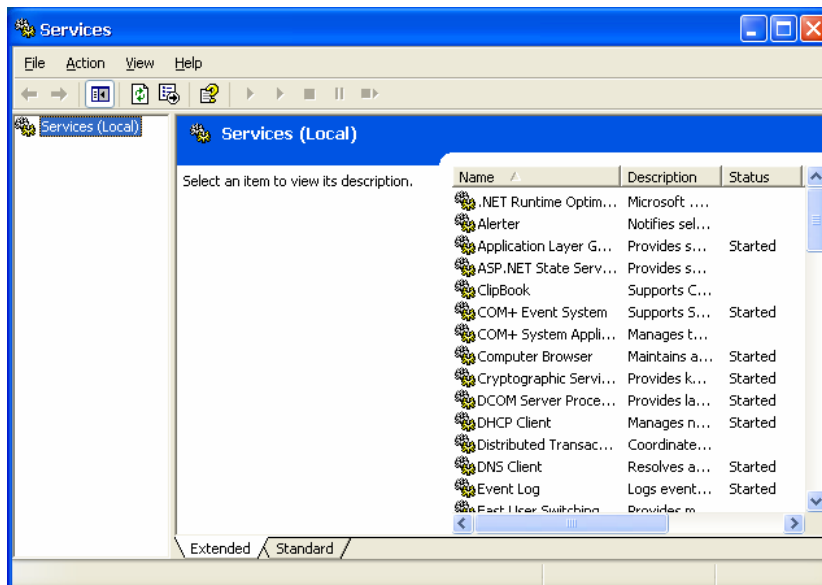 Services
File Action View Help
Services (Local)
Services (Local)
Select an item to view its description.
Name Description Status
.NET Runtime Optim... Microsoft ....
Alerter Notifies sel...
Application Layer G... Provides s... Started
ASP.NET State Serv... Provides s...
ClipBook Supports C...
COM+ Event System Supports S... Started
COM+ System Appli... Manages t...
Computer Browser Maintains a... Started
Cryptographic Servi... Provides k... Started
DCOM Server Proce... Provides la... Started
DHCP Client Manages n... Started
Distributed Transac... Coordinate...
DNS Client Resolves a... Started
Event Log Logs event... Started
Fast User Switching Provides m
Extended Standard